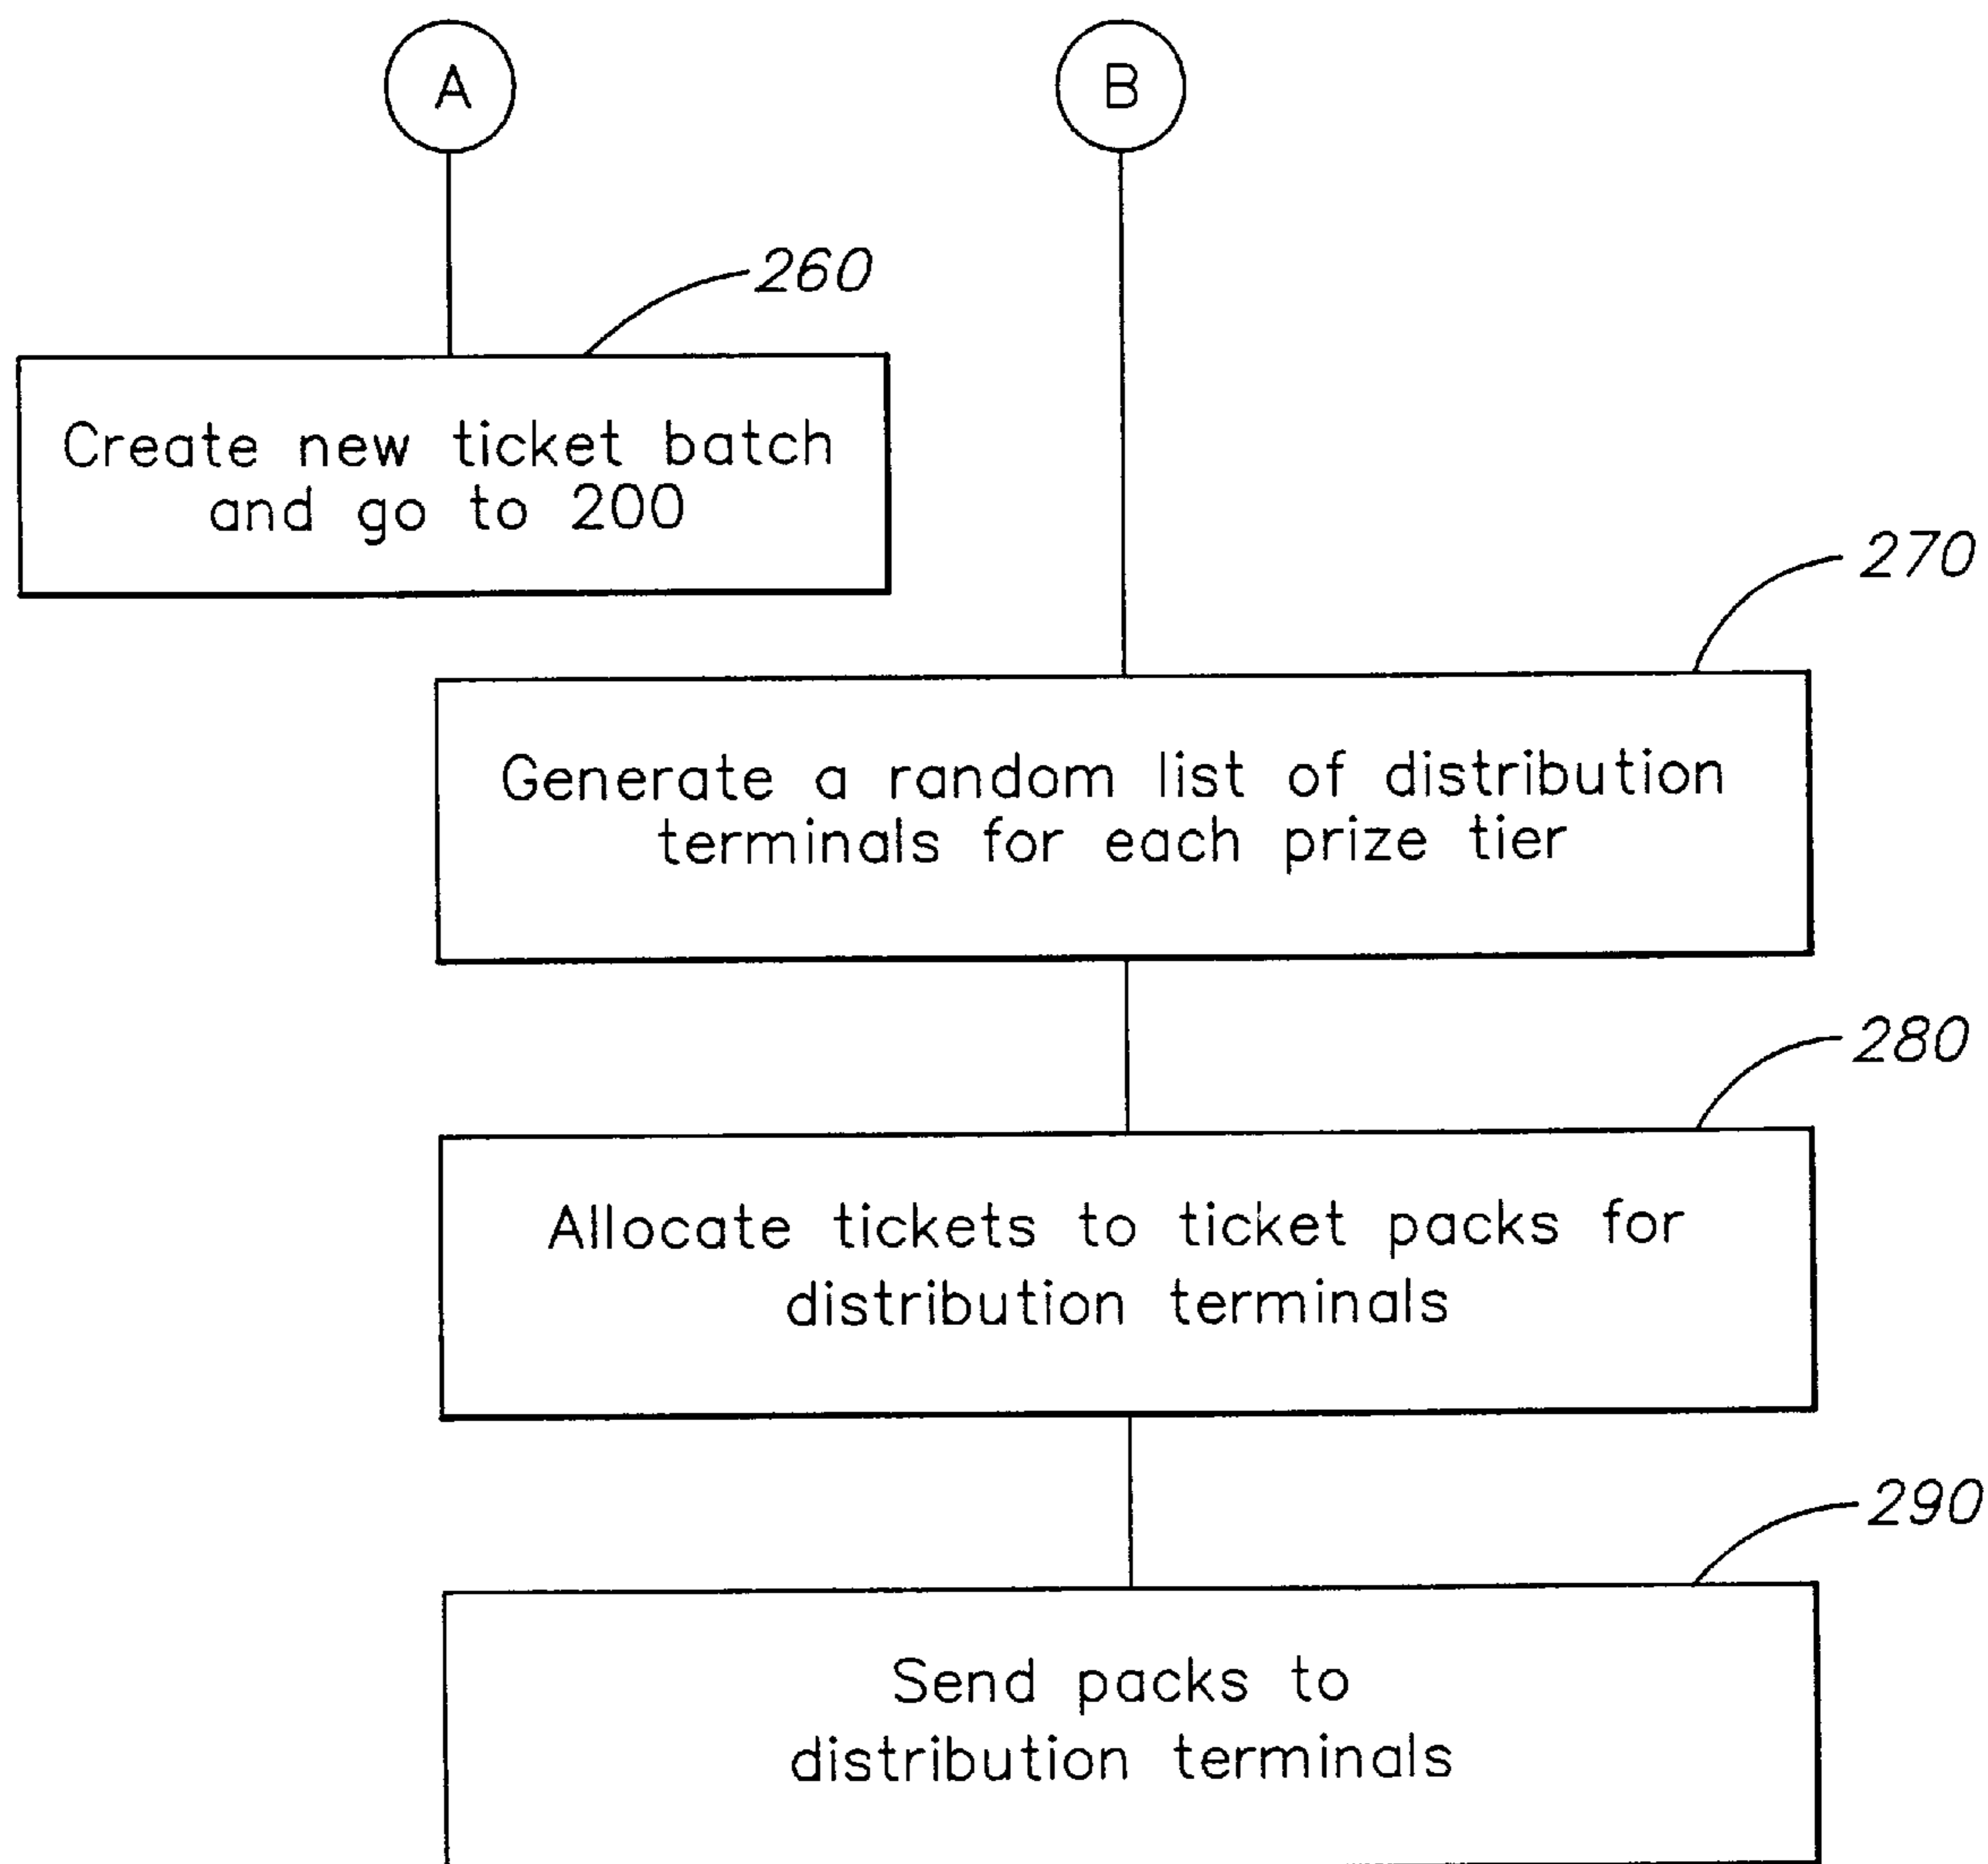 A
B
260
Create new ticket batch
and go to 200
270
Generate a random list of distribution
terminals for each prize tier
280
Allocate tickets to ticket packs for
distribution terminals
290
Send packs to
distribution terminals